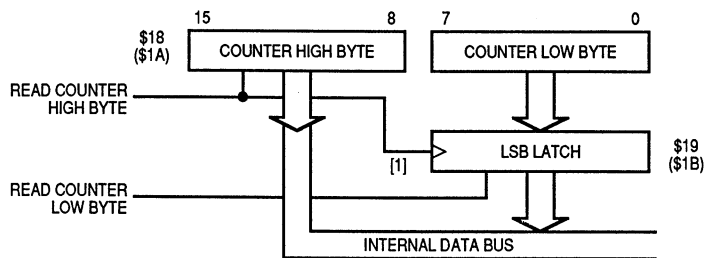 15 8 7 0
$18
($1A)
COUNTER HIGH BYTE
COUNTER LOW BYTE
READ COUNTER
HIGH BYTE
[1]
LSB LATCH
$19
($1B)
READ COUNTER
LOW BYTE
INTERNAL DATA BUS